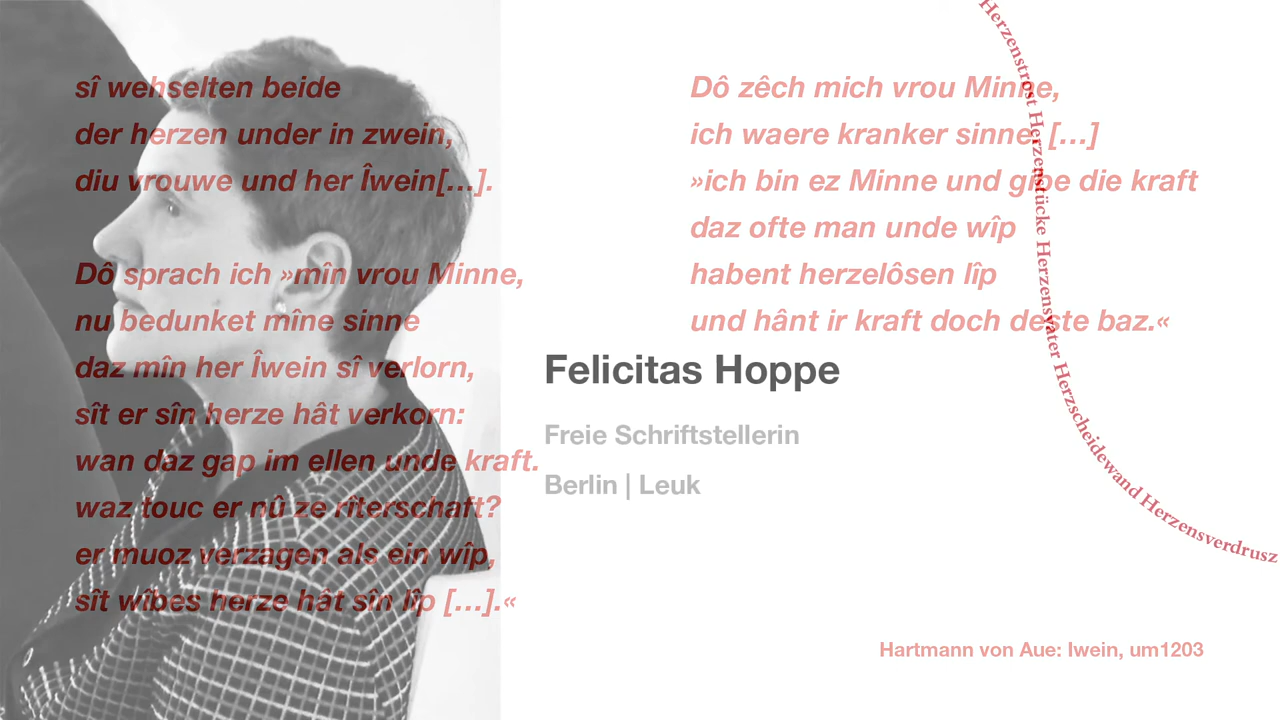 sî wehselten beide
der herzen under in zwein,
diu vrouwe und her Îwein[...].
Dô sprach ich »mîn vrou Minne,
nu bedunket mîne sinne
daz mîn her Îwein sî verlorn,
sît er sîn herze hât verkorn:
wan daz gap im ellen unde kraft.
waz touc er nû ze rîterschaft?
er muoz verzagen als ein wîp,
sît wîbes herze hât sîn lîp [...].«
Dô zêch mich vrou Minne,
ich waere kranker sinne. [...]
»ich bin ez Minne und gibe die kraft
daz ofte man unde wîp
habent herzelôsen lîp
und hânt ir kraft doch deste baz.«
Felicitas Hoppe
Freie Schriftstellerin
Berlin | Leuk
Herzenstrost Herzenstücke Herzensvater Herzscheidewand Herzensverdrusz
Hartmann von Aue: Iwein, um1203